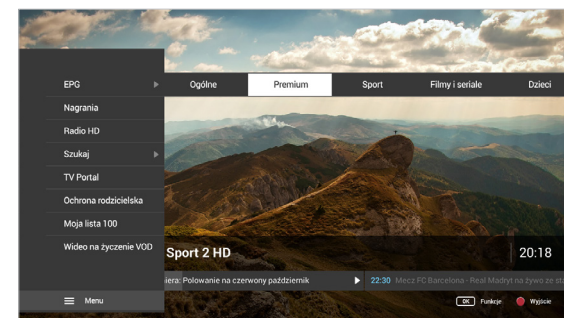 EPG
Ogólne Premium Sport Filmy i seriale Dzieci
Nagrania
Radio HD
Szukaj
TV Portal
Ochrona rodzicielska
Moja lista 100
Wideo na życzenie VOD
Sport 2 HD 20:18
iera: Polowanie na czerwony październik 22:30 Mecz FC Barcelona - Real Madryt na żywo ze sta
Menu
OK Funkcje Wyjście